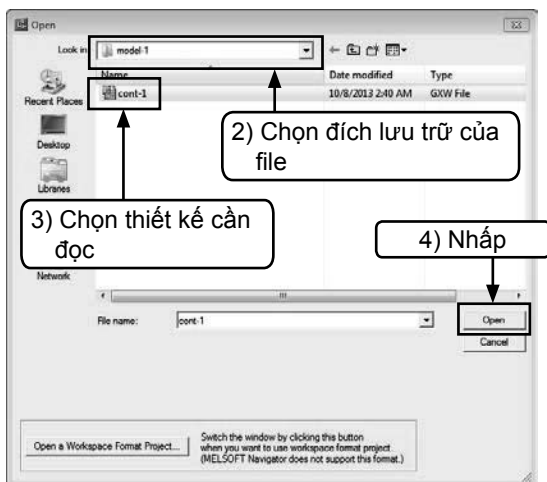 Open
Look in
model-1
Name
Date modified
Type
Recent Places
cont-1
10/8/2013 2:40 AM
GXW File
2) Chọn đích lưu trữ của
file
Desktop
Libraries
3) Chọn thiết kế cần
đọc
4) Nhấp
Network
File name:
cont-1
Open
Cancel
Open a Workspace Format Project...
Switch the window by clicking this button
when you want to use workspace format project.
(MELSOFT Navigator does not support this format.)